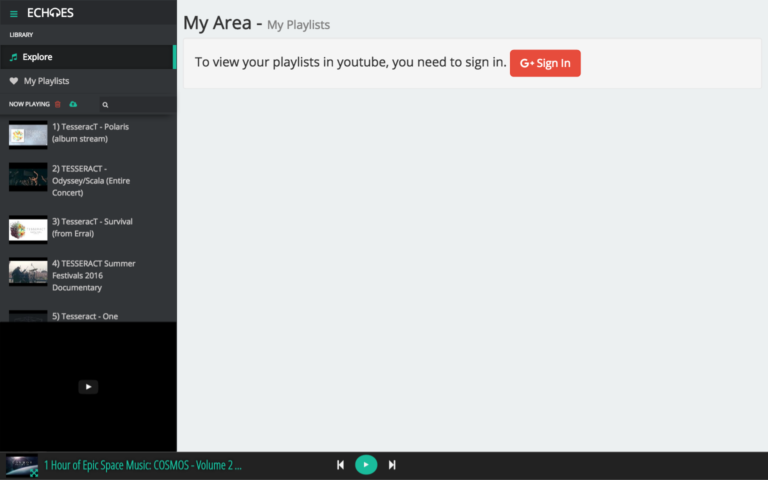 ECHOES
LIBRARY
Explore
My Playlists
NOW PLAYING
1) TesseracT - Polaris
(album stream)
2) TESSERACT -
Odyssey/Scala (Entire
Concert)
3) TesseracT - Survival
(from Errai)
4) TESSERACT Summer
Festivals 2016
Documentary
5) Tesseract - One
My Area - My Playlists
To view your playlists in youtube, you need to sign in. G+ Sign In
1 Hour of Epic Space Music: COSMOS - Volume 2 ...